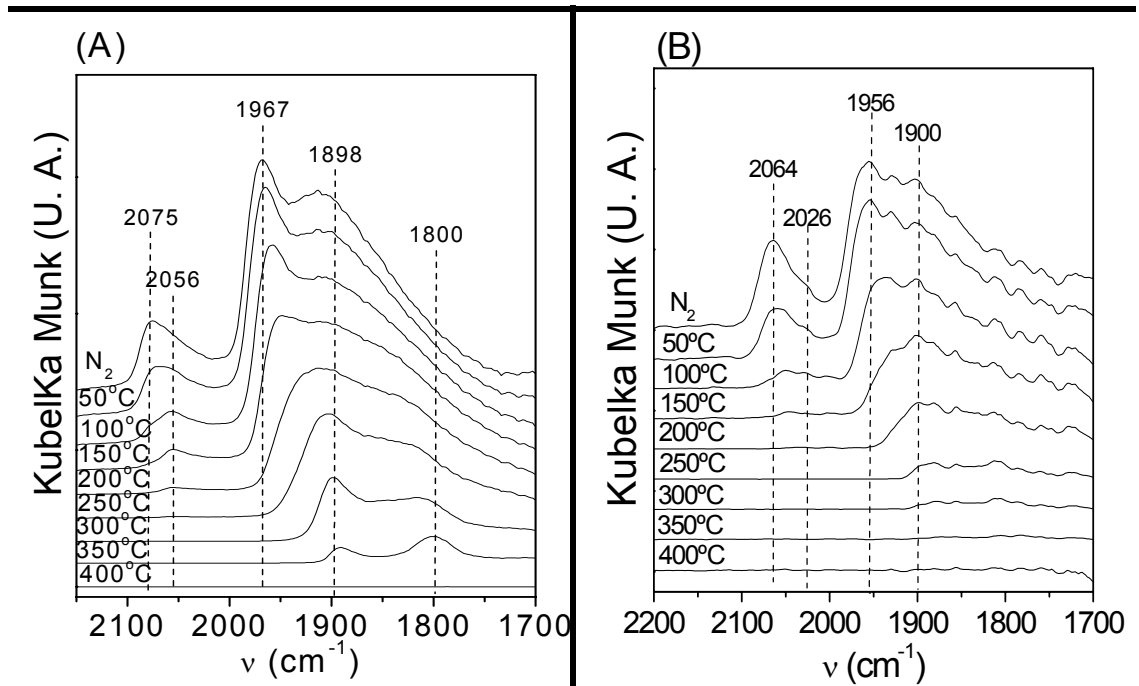 (A)
1967
1898
2075
2056
1800
N2
50°C
100°C
150°C
200°C
250°C
300°C
350°C
400°C
KubelKa Munk (U. A.)
2100 2000 1900 1800 1700
ν (cm-1)
(B)
1956
1900
2064
2026
N2
50ºC
100ºC
150ºC
200ºC
250ºC
300ºC
350ºC
400ºC
Kubelka Munk (U. A.)
2200 2100 2000 1900 1800 1700
ν (cm-1)